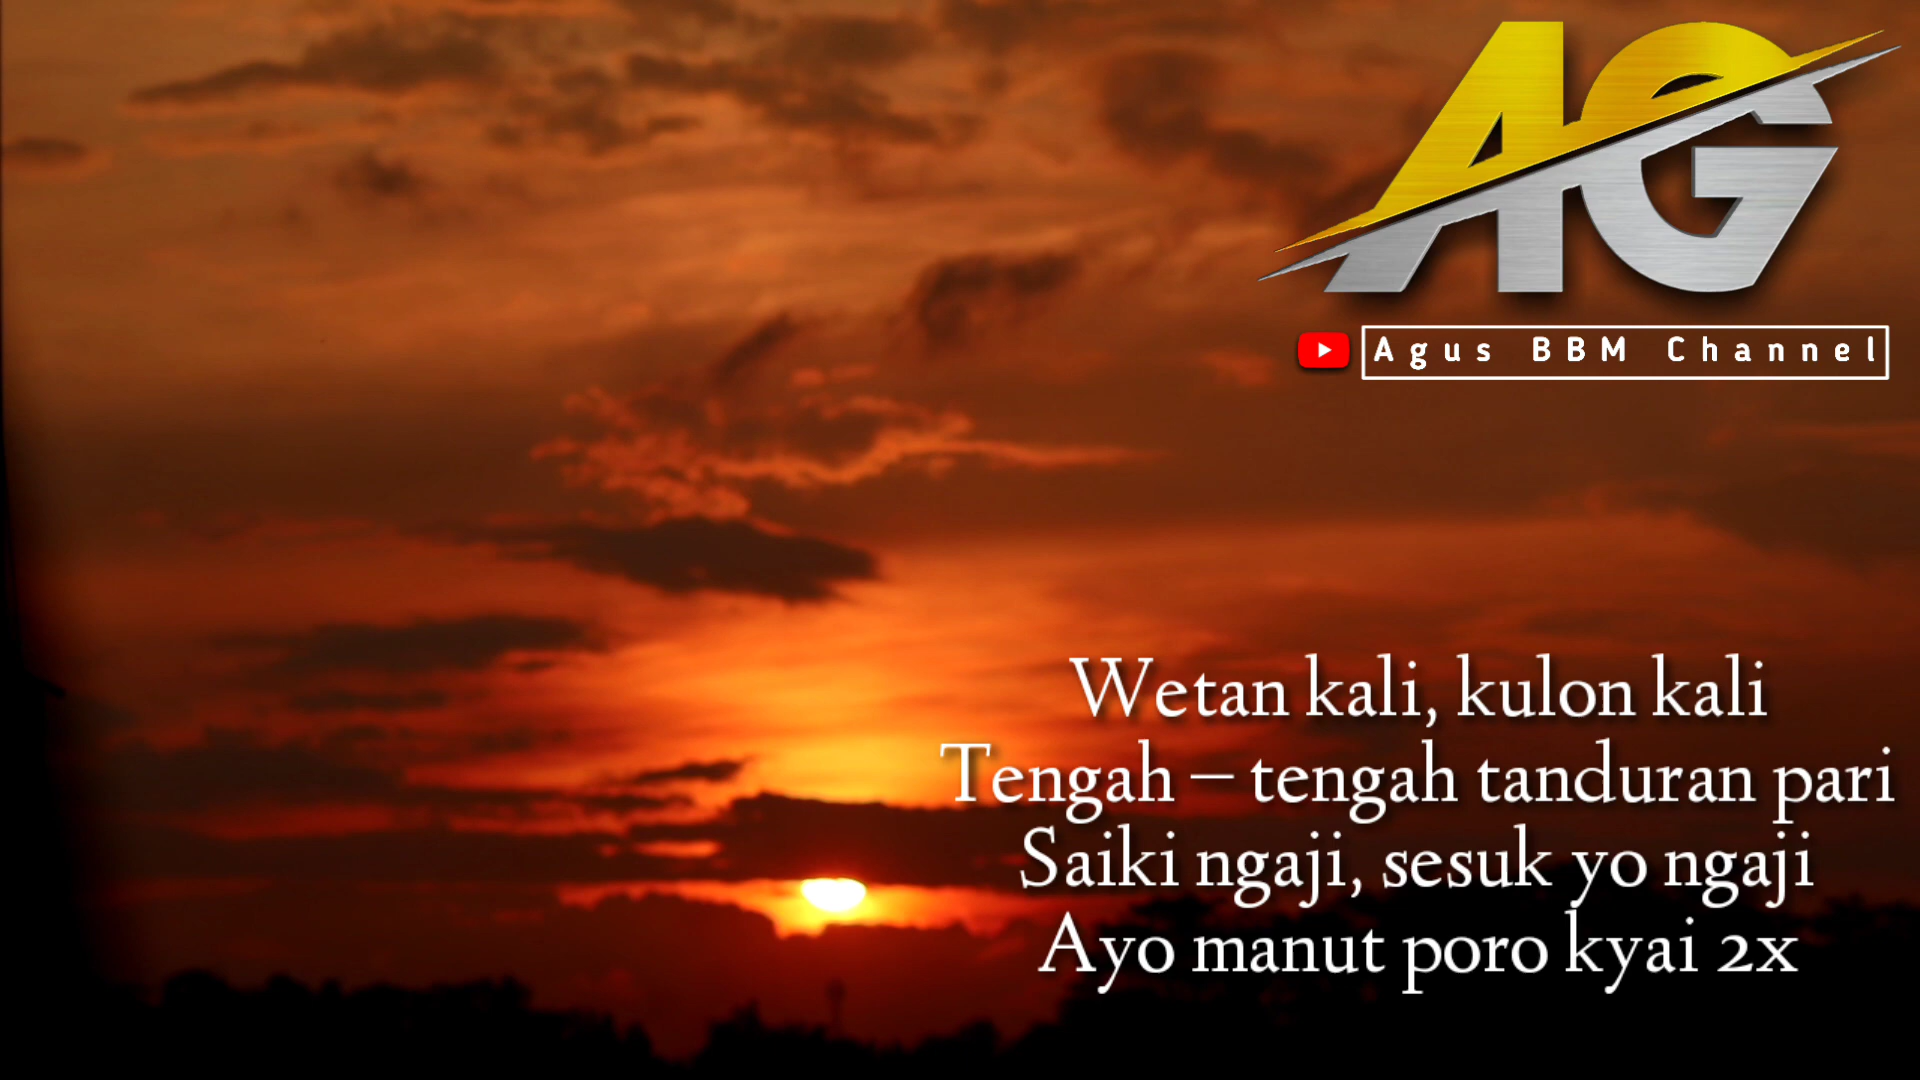 AG
Agus BBM Channel
Wetan kali, kulon kali
Tengah – tengah tanduran pari
Saiki ngaji, sesuk yo ngaji
Ayo manut poro kyai 2x